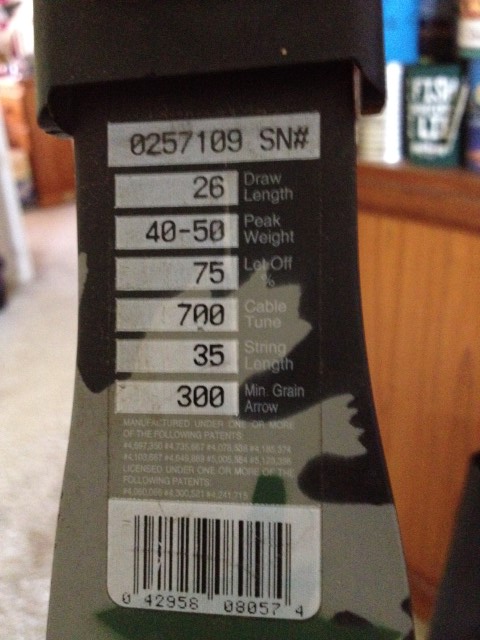 0257109 SN#
26 Draw Length
40-50 Peak Weight
75 Let Off %
700 Cable Tune
35 String Length
300 Min. Grain Arrow
MANUFACTURED UNDER ONE OR MORE
OF THE FOLLOWING PATENTS:
LICENSED UNDER ONE OR MORE OF THE
FOLLOWING PATENTS:
0 42958 08057 4
FISH